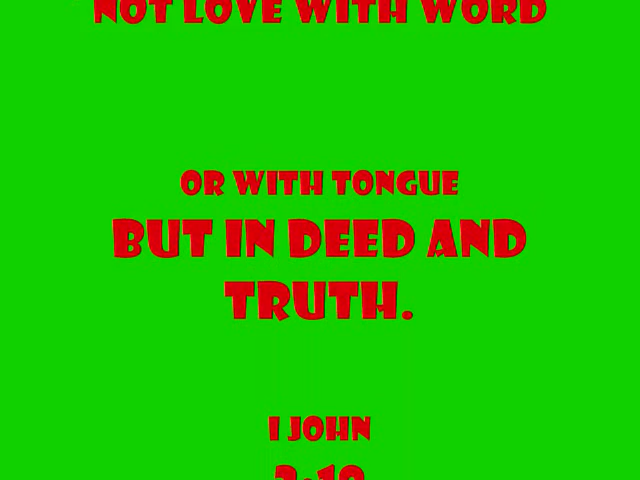 NOT LOVE WITH WORD
OR WITH TONGUE
BUT IN DEED AND
TRUTH.
I JOHN